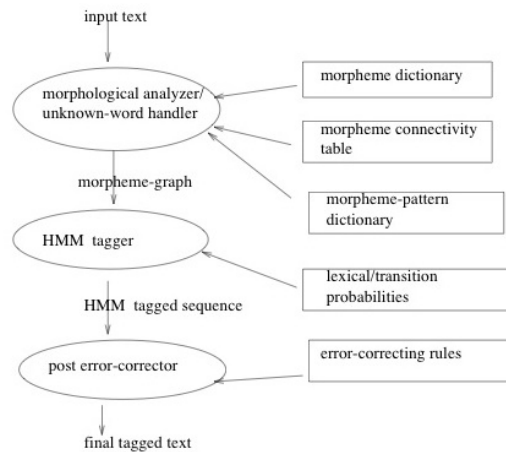 input text
morphological analyzer/
unknown-word handler
morpheme dictionary
morpheme connectivity
table
morpheme-graph
morpheme-pattern
dictionary
HMM tagger
lexical/transition
probabilities
HMM tagged sequence
post error-corrector
error-correcting rules
final tagged text